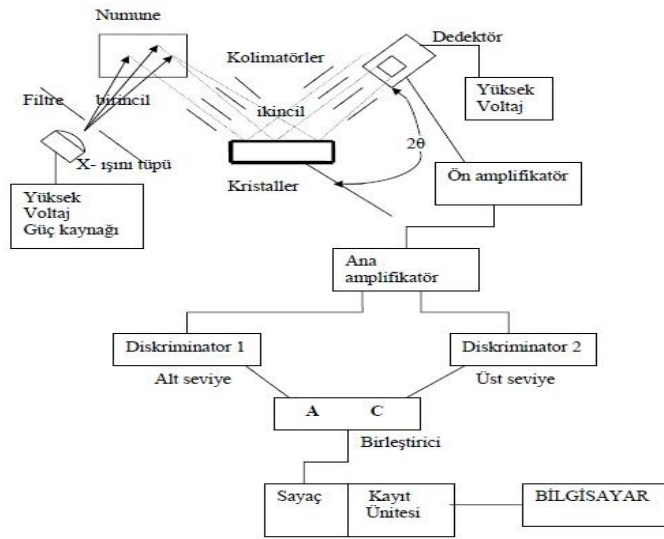 Numune
Dedektör
Kolimatörler
Filtre
birincil
ikincil
Yüksek
Voltaj
2θ
X- ışını tüpü
Kristaller
Ön amplifikatör
Yüksek
Voltaj
Güç kaynağı
Ana
amplifikatör
Diskriminator 1
Diskriminator 2
Alt seviye
Üst seviye
A C
Birleştirici
Sayaç
Kayıt
Ünitesi
BİLGİSAYAR